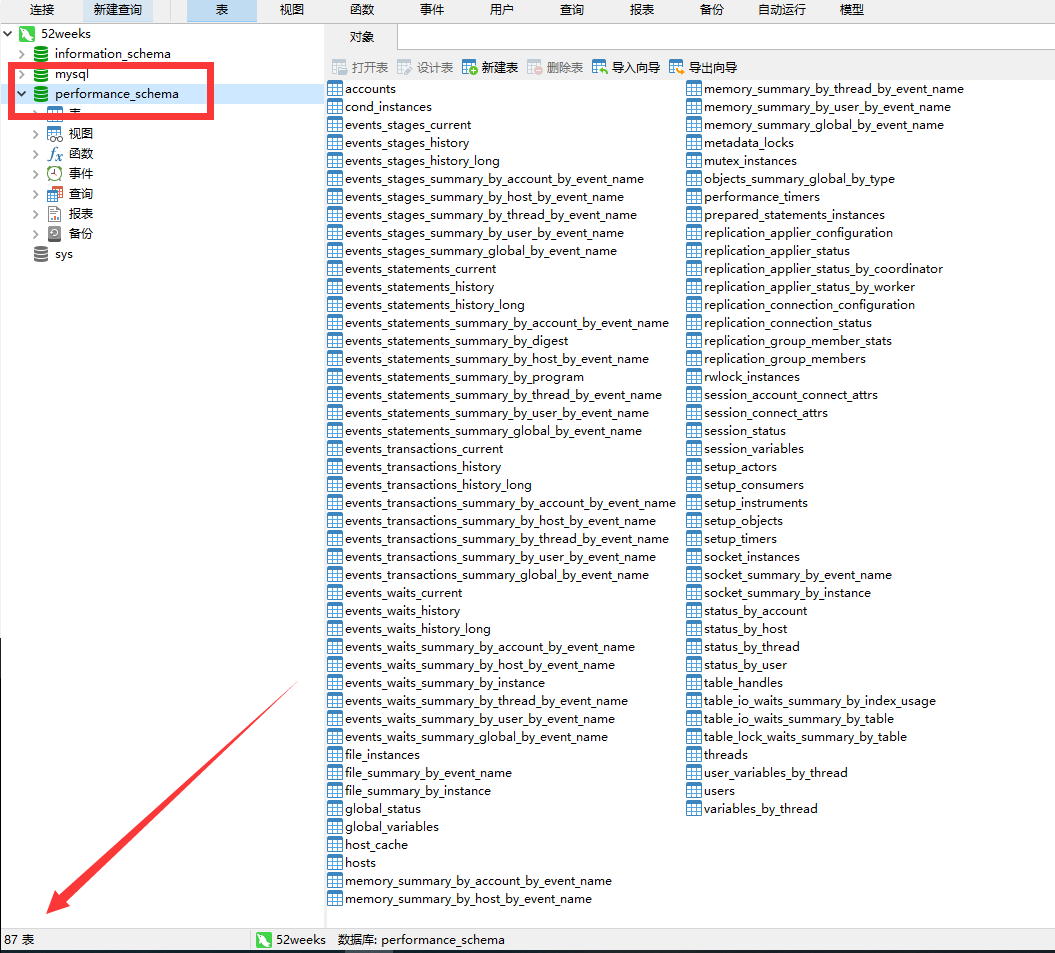 连接 新建查询 表 视图 函数 事件 用户 查询 报表 备份 自动运行 模型
52weeks
information_schema
mysql
performance_schema
表
视图
函数
事件
查询
报表
备份
sys
对象
打开表 设计表 新建表 删除表 导入向导 导出向导
accounts
cond_instances
events_stages_current
events_stages_history
events_stages_history_long
events_stages_summary_by_account_by_event_name
events_stages_summary_by_host_by_event_name
events_stages_summary_by_thread_by_event_name
events_stages_summary_by_user_by_event_name
events_stages_summary_global_by_event_name
events_statements_current
events_statements_history
events_statements_history_long
events_statements_summary_by_account_by_event_name
events_statements_summary_by_digest
events_statements_summary_by_host_by_event_name
events_statements_summary_by_program
events_statements_summary_by_thread_by_event_name
events_statements_summary_by_user_by_event_name
events_statements_summary_global_by_event_name
events_transactions_current
events_transactions_history
events_transactions_history_long
events_transactions_summary_by_account_by_event_name
events_transactions_summary_by_host_by_event_name
events_transactions_summary_by_thread_by_event_name
events_transactions_summary_by_user_by_event_name
events_transactions_summary_global_by_event_name
events_waits_current
events_waits_history
events_waits_history_long
events_waits_summary_by_account_by_event_name
events_waits_summary_by_host_by_event_name
events_waits_summary_by_instance
events_waits_summary_by_thread_by_event_name
events_waits_summary_by_user_by_event_name
events_waits_summary_global_by_event_name
file_instances
file_summary_by_event_name
file_summary_by_instance
global_status
global_variables
host_cache
hosts
memory_summary_by_account_by_event_name
memory_summary_by_host_by_event_name
memory_summary_by_thread_by_event_name
memory_summary_by_user_by_event_name
memory_summary_global_by_event_name
metadata_locks
mutex_instances
objects_summary_global_by_type
performance_timers
prepared_statements_instances
replication_applier_configuration
replication_applier_status
replication_applier_status_by_coordinator
replication_applier_status_by_worker
replication_connection_configuration
replication_connection_status
replication_group_member_stats
replication_group_members
rwlock_instances
session_account_connect_attrs
session_connect_attrs
session_status
session_variables
setup_actors
setup_consumers
setup_instruments
setup_objects
setup_timers
socket_instances
socket_summary_by_event_name
socket_summary_by_instance
status_by_account
status_by_host
status_by_thread
status_by_user
table_handles
table_io_waits_summary_by_index_usage
table_io_waits_summary_by_table
table_lock_waits_summary_by_table
threads
user_variables_by_thread
users
variables_by_thread
87 表 52weeks 数据库: performance_schema